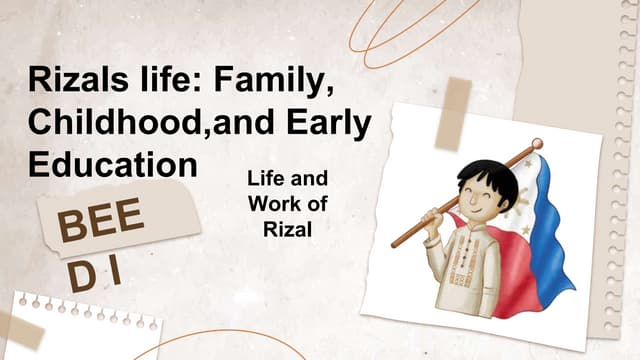 Rizals life: Family,
Childhood,and Early
Education
Life and
Work of
Rizal
BEE
D I